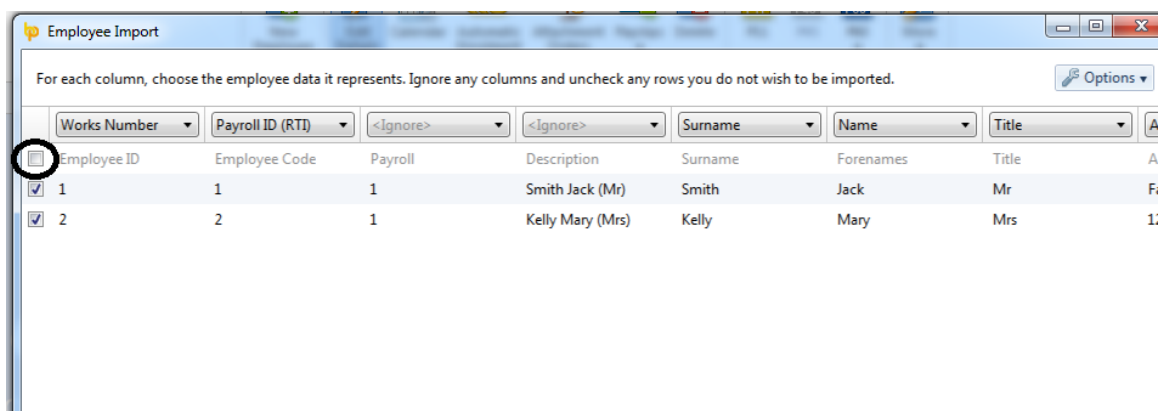 Employee Import
For each column, choose the employee data it represents. Ignore any columns and uncheck any rows you do not wish to be imported.
Options
Works Number Payroll ID (RTI) <Ignore> <Ignore> Surname Name Title
Employee ID Employee Code Payroll Description Surname Forenames Title
1 1 1 Smith Jack (Mr) Smith Jack Mr
2 2 1 Kelly Mary (Mrs) Kelly Mary Mrs